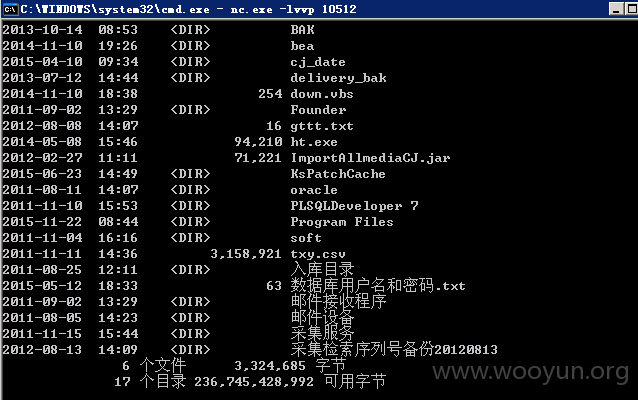 C:\WINDOWS\system32\cmd.exe - nc.exe -lvvp 10512
2013-10-14 08:53 <DIR> BAK
2014-11-10 19:26 <DIR> bea
2015-04-10 09:34 <DIR> cj_date
2013-07-12 14:44 <DIR> delivery_bak
2014-11-10 18:38 254 down.vbs
2011-09-02 13:29 <DIR> Founder
2012-08-08 14:07 16 gttt.txt
2014-05-08 15:46 94,210 ht.exe
2012-02-27 11:11 71,221 ImportAllmediaCJ.jar
2015-06-23 14:49 <DIR> KsPatchCache
2011-08-11 14:07 <DIR> oracle
2011-11-10 15:53 <DIR> PLSQLDeveloper 7
2015-11-22 08:44 <DIR> Program Files
2011-11-04 16:16 <DIR> soft
2011-11-11 14:36 3,158,921 txy.csv
2011-08-25 12:11 <DIR> 入库目录
2015-05-12 18:33 63 数据库用户名和密码.txt
2011-09-02 13:29 <DIR> 邮件接收程序
2011-08-05 14:23 <DIR> 邮件设备
2011-11-15 15:44 <DIR> 采集服务
2012-08-13 14:09 <DIR> 采集检索序列号备份20120813
6 个文件 3,324,685 字节
17 个目录 236,745,428,992 可用字节
www.wooyun.org